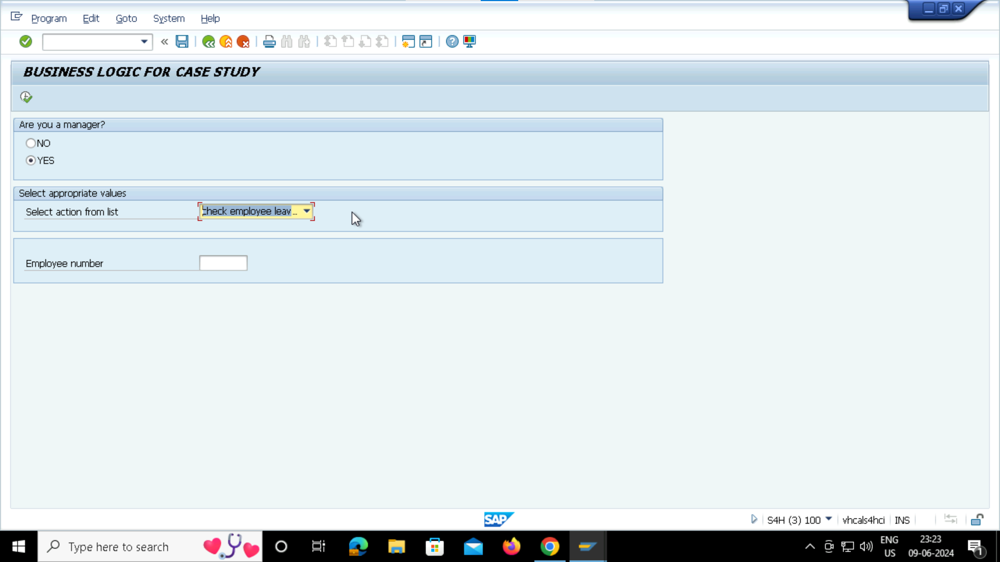 Program Edit Goto System Help
BUSINESS LOGIC FOR CASE STUDY
Are you a manager?
NO
YES
Select appropriate values
Select action from list
Check employee leav...
Employee number
SAP
S4H (3) 100 vhcals4hci INS
Type here to search
ENG
US
23:23
09-06-2024
1